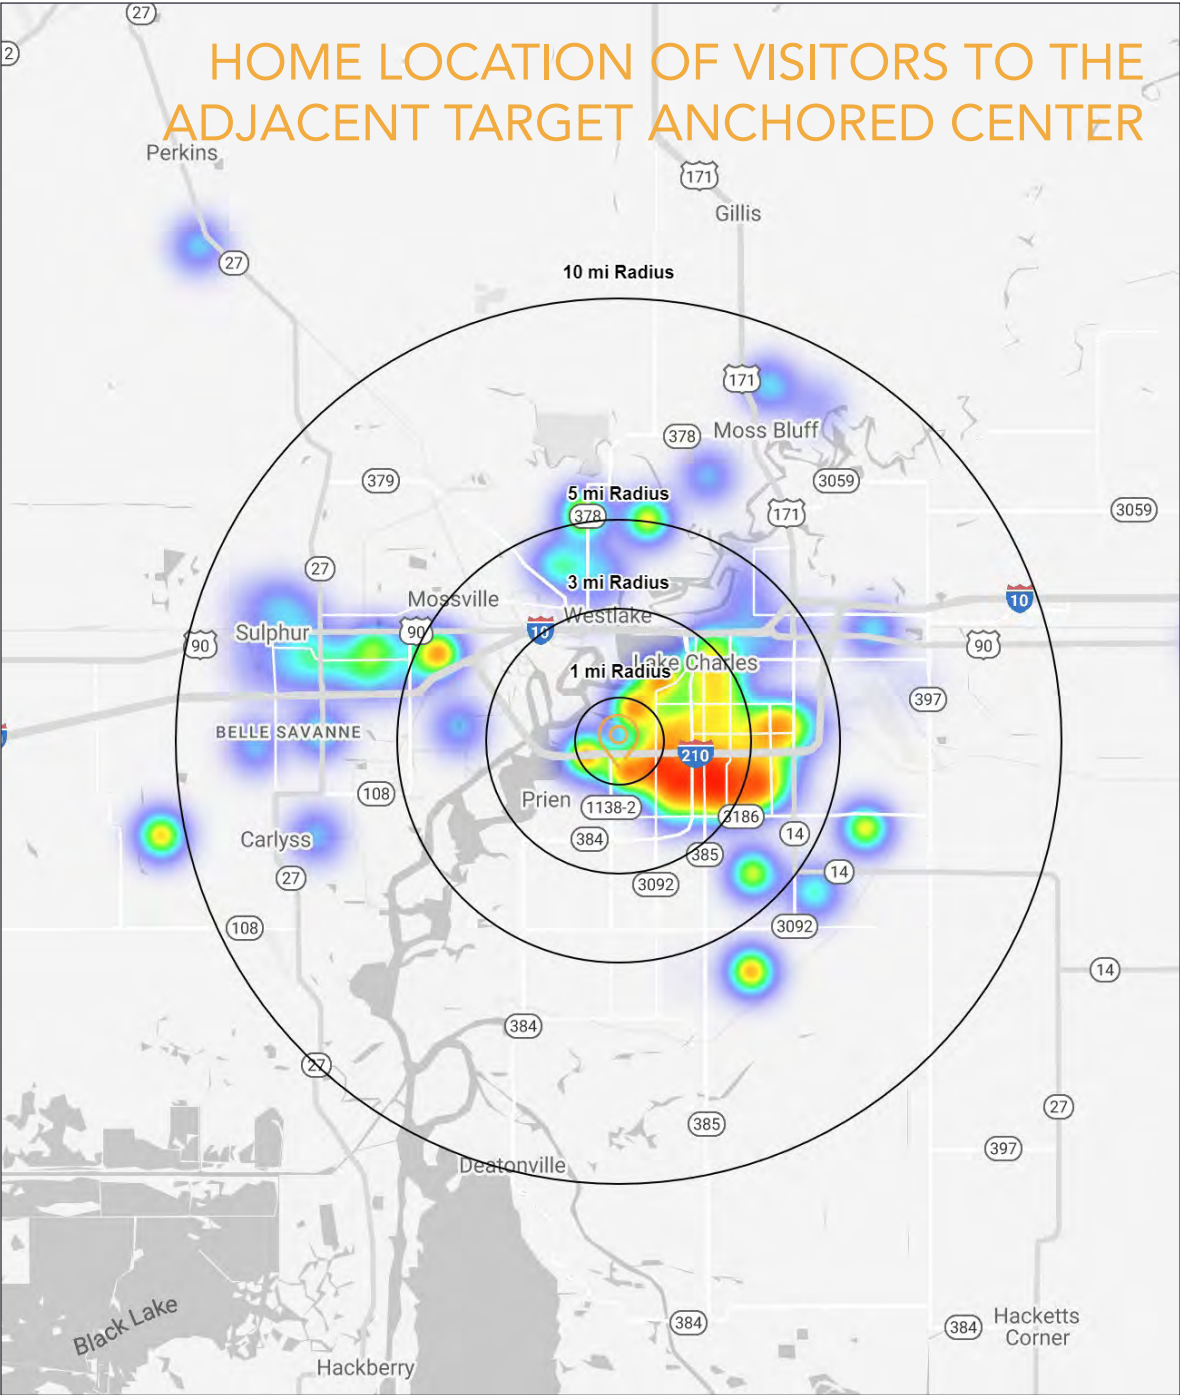 27
2
HOME LOCATION OF VISITORS TO THE
ADJACENT TARGET ANCHORED CENTER
Perkins
171
Gillis
27
10 mi Radius
171
378
Moss Bluff
379
3059
5 mi Radius
378
171
3059
27
3 mi Radius
Mossville
10
Westlake
90
Sulphur
90
90
1 mi Radius
Lake Charles
397
BELLE SAVANNE
210
108
Prien
1138-2
3186
Carlyss
384
14
385
27
3092
14
108
3092
14
384
27
27
385
397
Deatonville
Black Lake
384
384
Hacketts
Corner
Hackberry